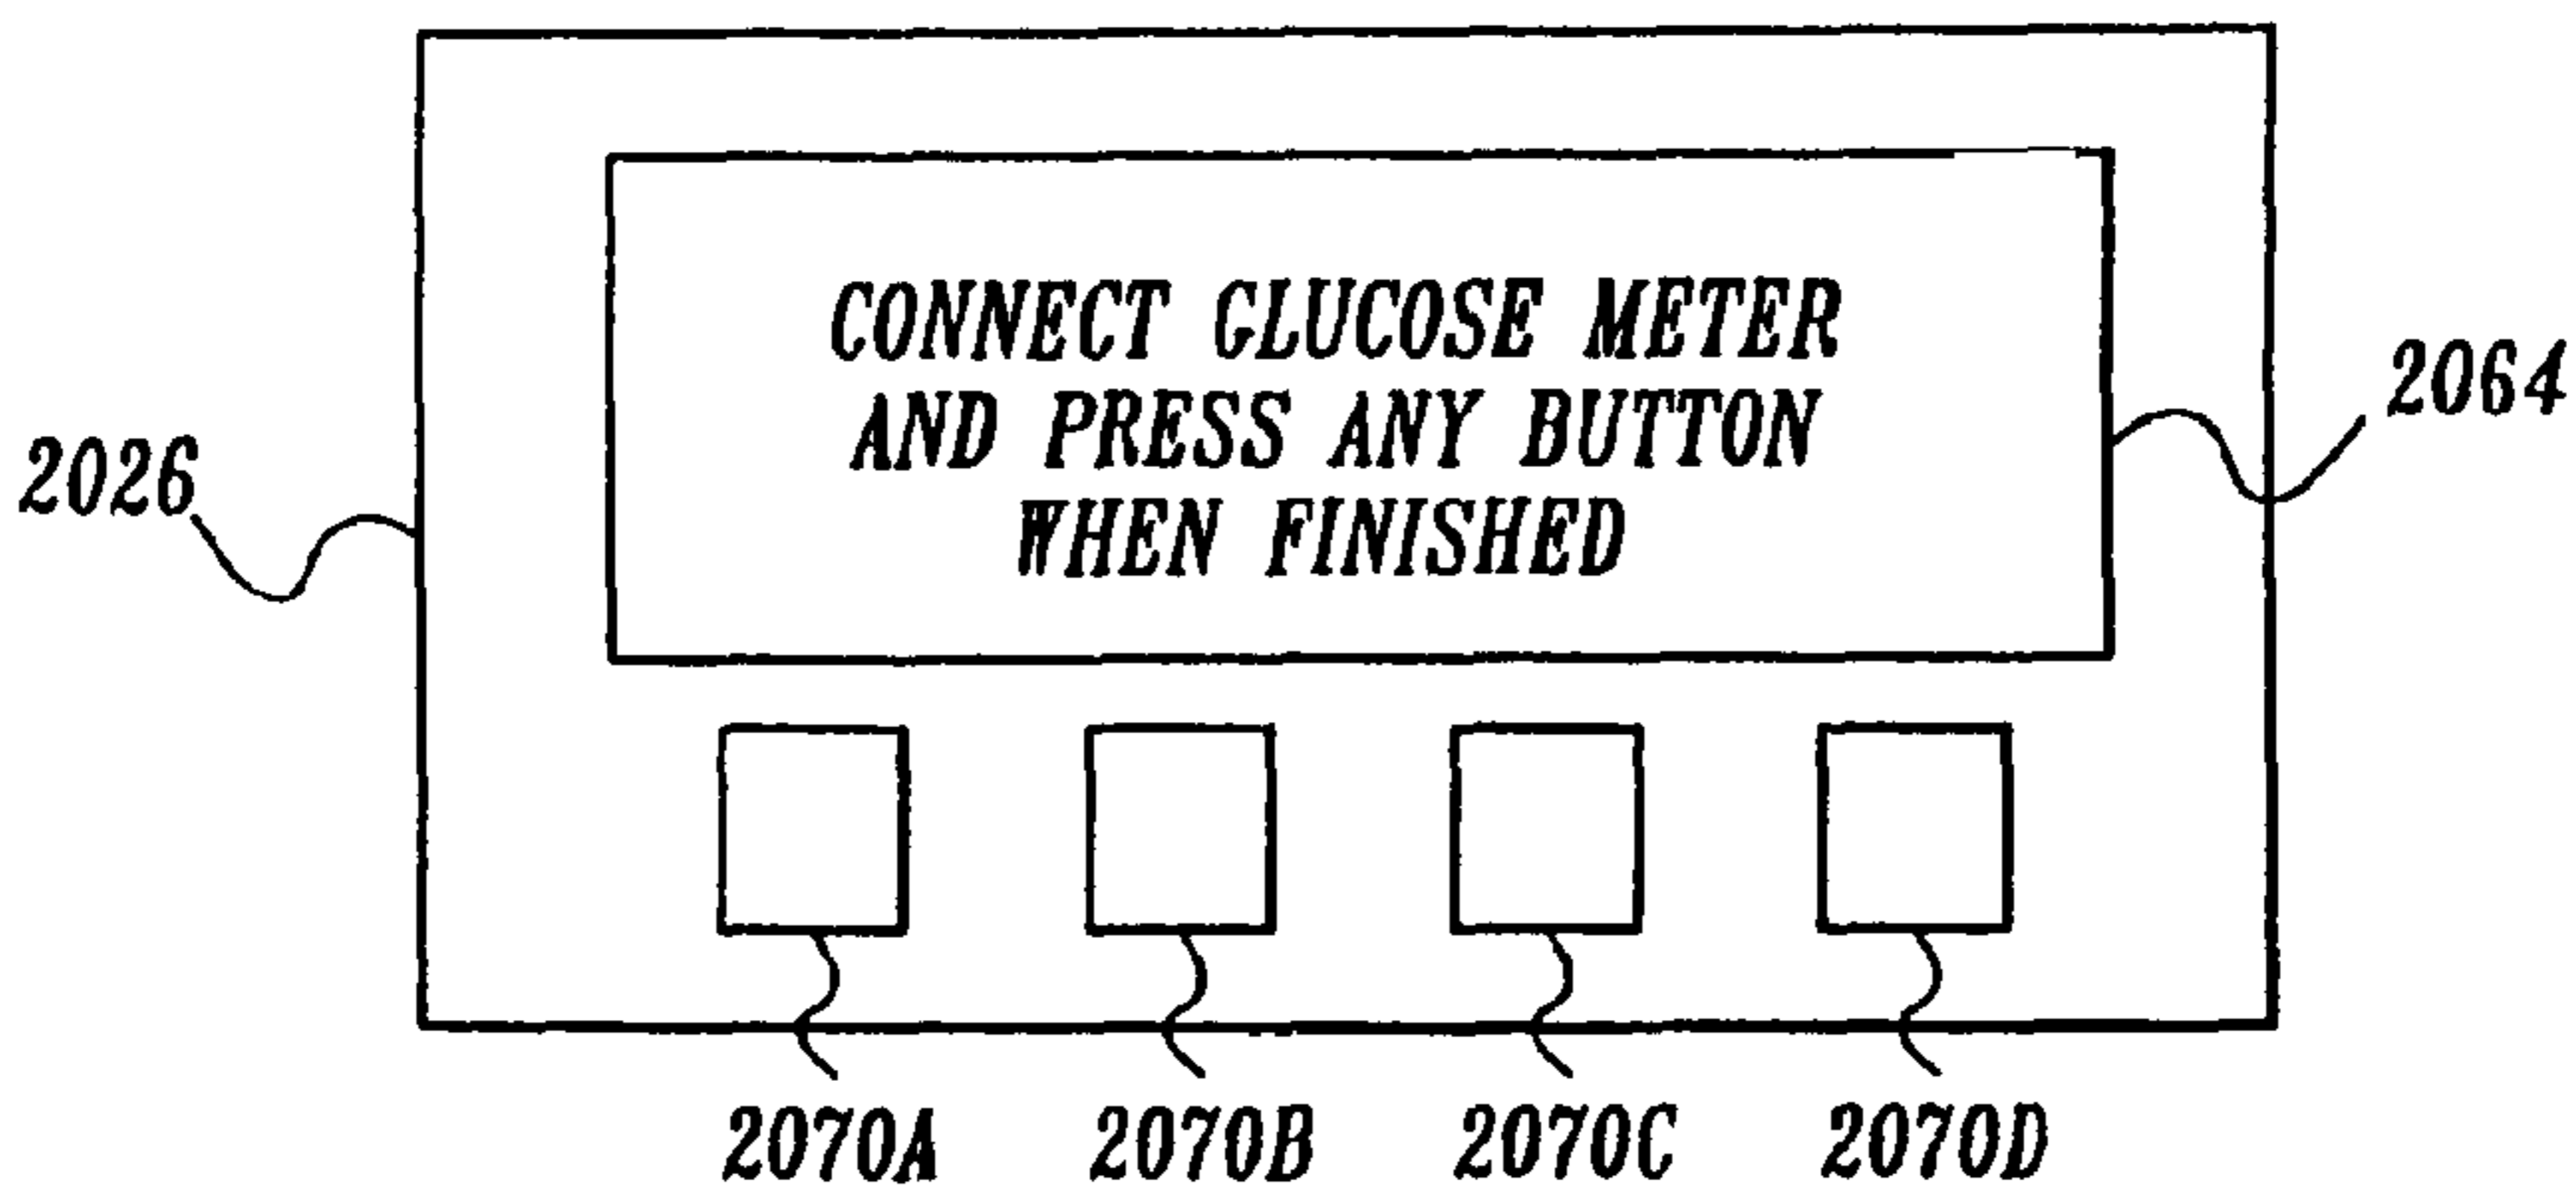 CONNECT GLUCOSE METER
AND PRESS ANY BUTTON
WHEN FINISHED
2064
2026
2070A 2070B 2070C 2070D